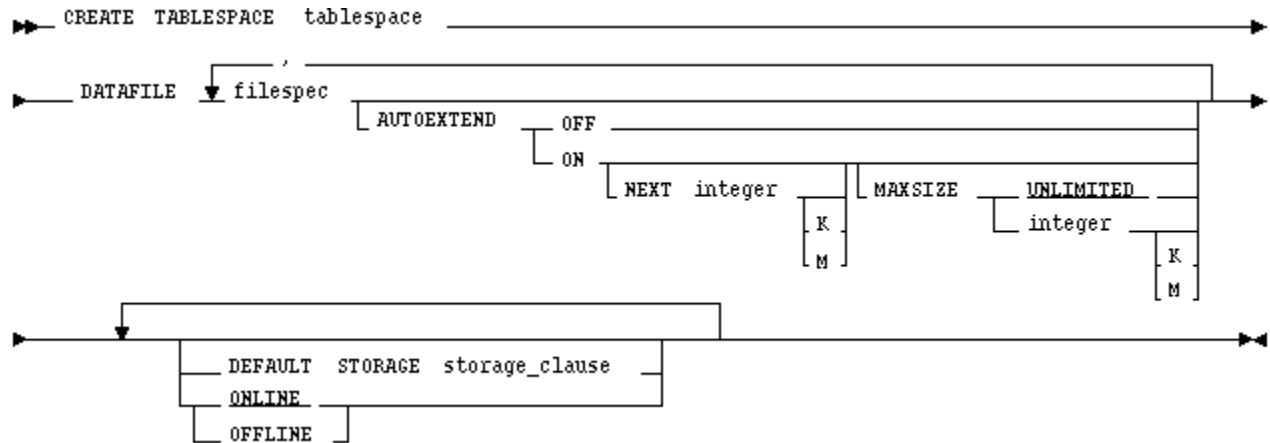 CREATE TABLESPACE tablespace
,
DATAFILE filespec
AUTOEXTEND OFF
ON
NEXT integer MAXSIZE UNLIMITED
K integer
M K
M
DEFAULT STORAGE storage_clause
ONLINE
OFFLINE